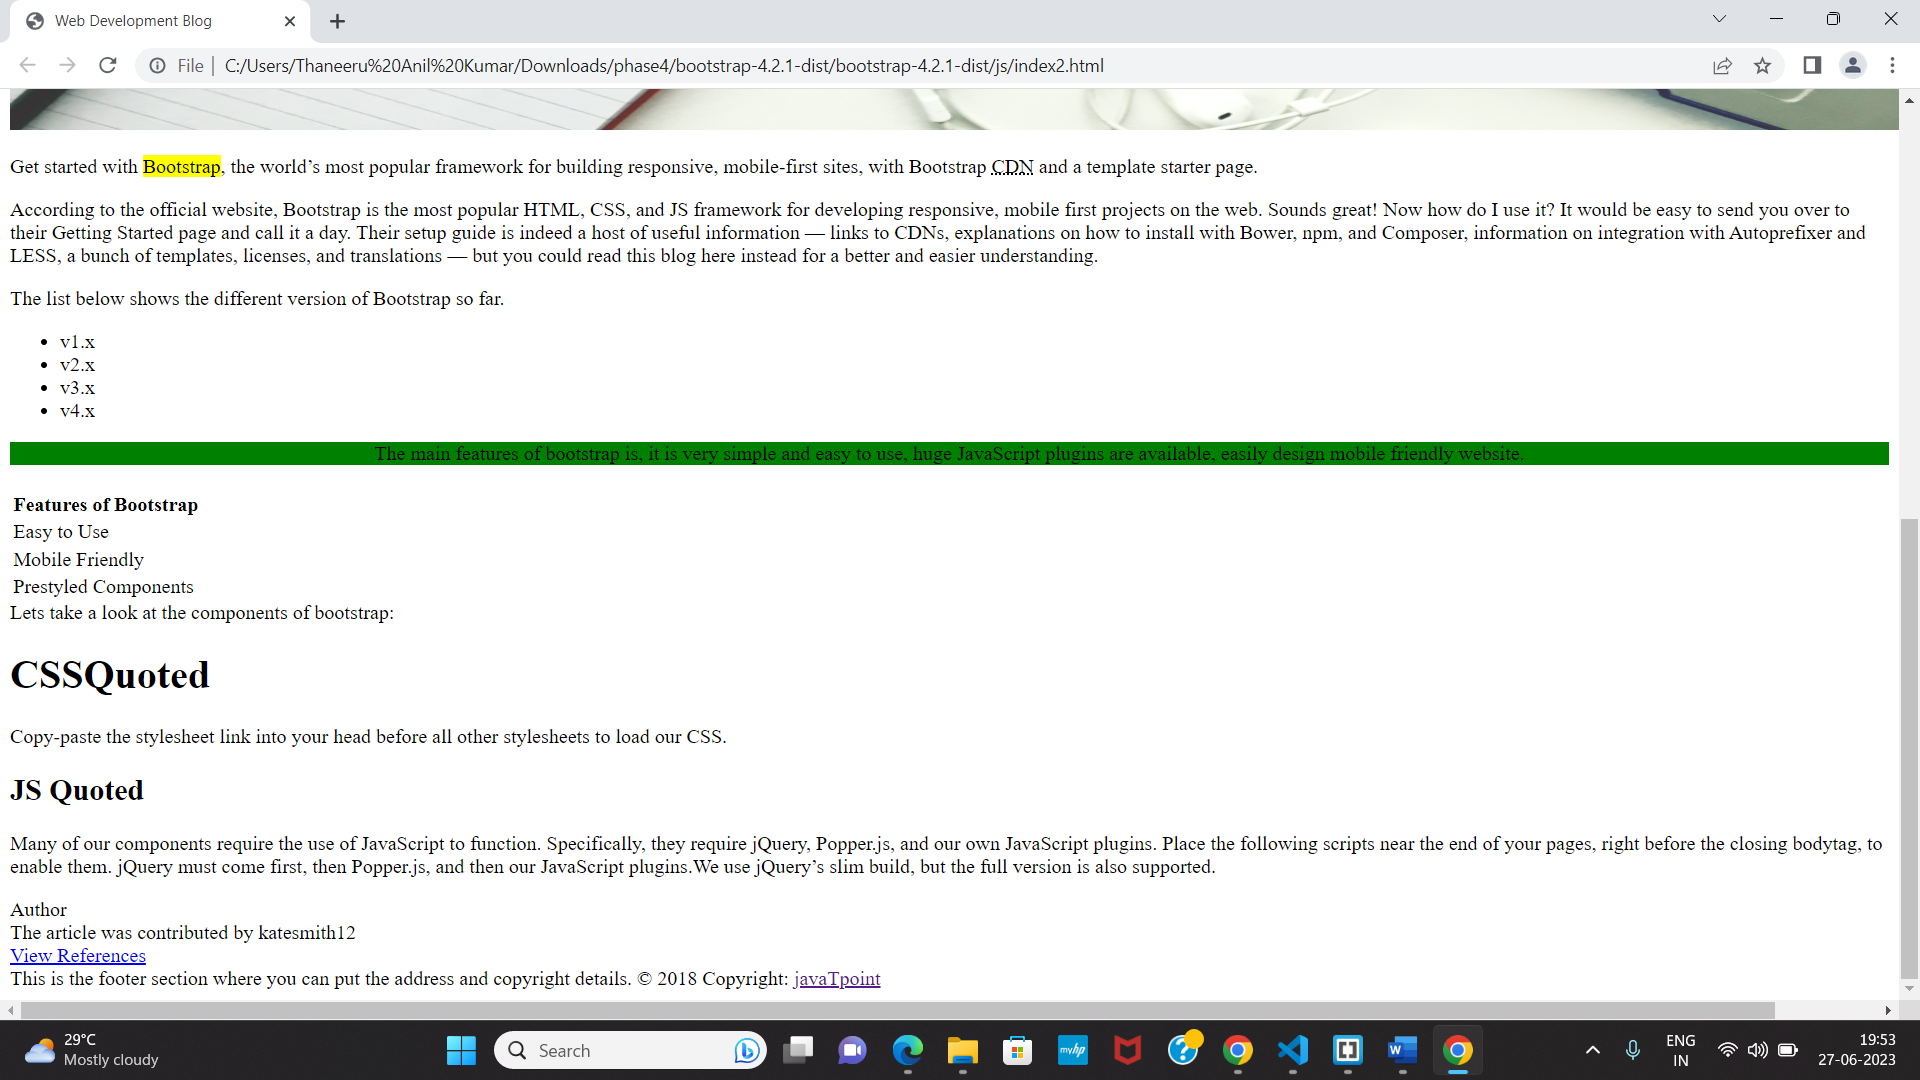 Web Development Blog
File
C:/Users/Thaneeru%20Anil%20Kumar/Downloads/phase4/bootstrap-4.2.1-dist/bootstrap-4.2.1-dist/js/index2.html
Get started with Bootstrap, the world’s most popular framework for building responsive, mobile-first sites, with Bootstrap CDN and a template starter page.
According to the official website, Bootstrap is the most popular HTML, CSS, and JS framework for developing responsive, mobile first projects on the web. Sounds great! Now how do I use it? It would be easy to send you over to
their Getting Started page and call it a day. Their setup guide is indeed a host of useful information — links to CDNs, explanations on how to install with Bower, npm, and Composer, information on integration with Autoprefixer and
LESS, a bunch of templates, licenses, and translations — but you could read this blog here instead for a better and easier understanding.
The list below shows the different version of Bootstrap so far.
• v1.x
• v2.x
• v3.x
• v4.x
The main features of bootstrap is, it is very simple and easy to use, huge JavaScript plugins are available, easily design mobile friendly website.
Features of Bootstrap
Easy to Use
Mobile Friendly
Prestyled Components
Lets take a look at the components of bootstrap:
CSSQuoted
Copy-paste the stylesheet link into your head before all other stylesheets to load our CSS.
JS Quoted
Many of our components require the use of JavaScript to function. Specifically, they require jQuery, Popper.js, and our own JavaScript plugins. Place the following scripts near the end of your pages, right before the closing bodytag, to
enable them. jQuery must come first, then Popper.js, and then our JavaScript plugins.We use jQuery’s slim build, but the full version is also supported.
Author
The article was contributed by katesmith12
View References
This is the footer section where you can put the address and copyright details. © 2018 Copyright: javaTpoint
29°C
Mostly cloudy
Search
myhp
W
ENG
IN
19:53
27-06-2023